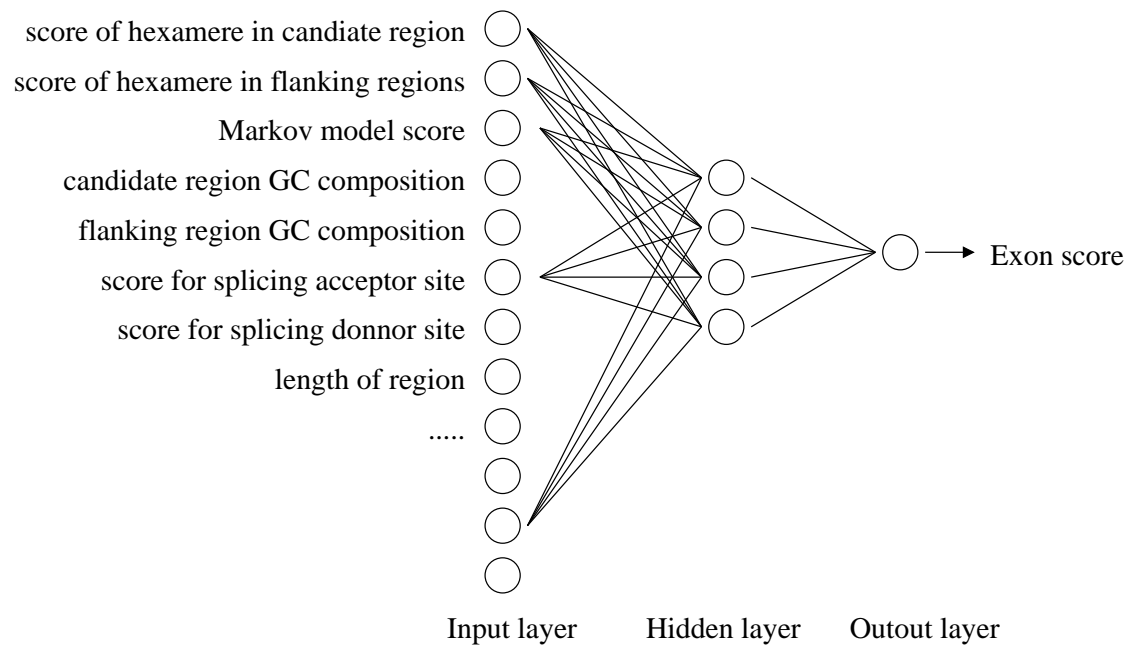 score of hexamere in candiate region
score of hexamere in flanking regions
Markov model score
candidate region GC composition
flanking region GC composition
score for splicing acceptor site
score for splicing donnor site
length of region
.....
Exon score
Input layer
Hidden layer
Outout layer